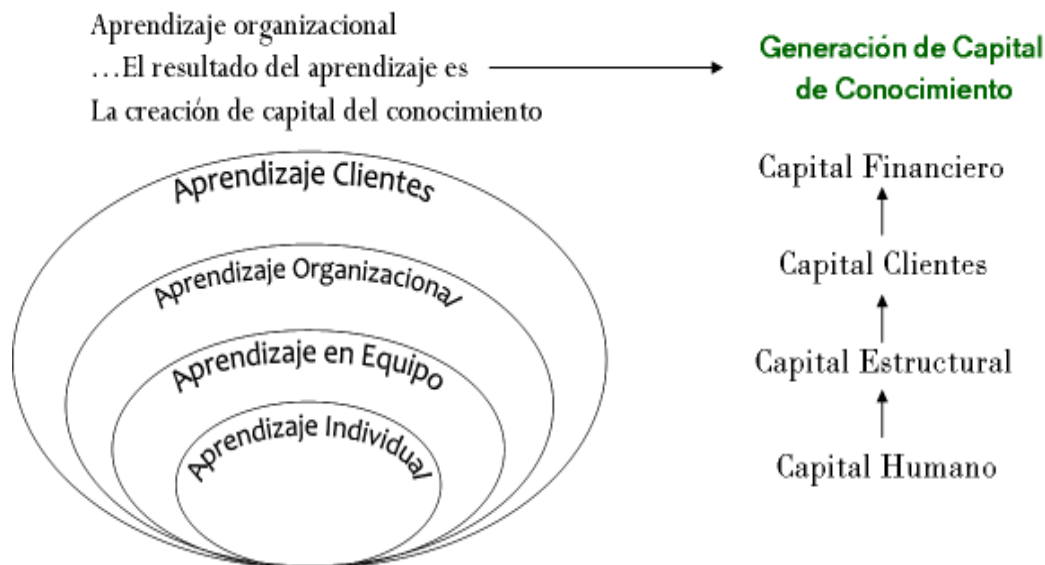 Aprendizaje organizacional
…El resultado del aprendizaje es
La creación de capital del conocimiento
Generación de Capital
de Conocimiento
Aprendizaje Clientes
Aprendizaje Organizacional
Aprendizaje en Equipo
Aprendizaje Individual
Capital Financiero
Capital Clientes
Capital Estructural
Capital Humano